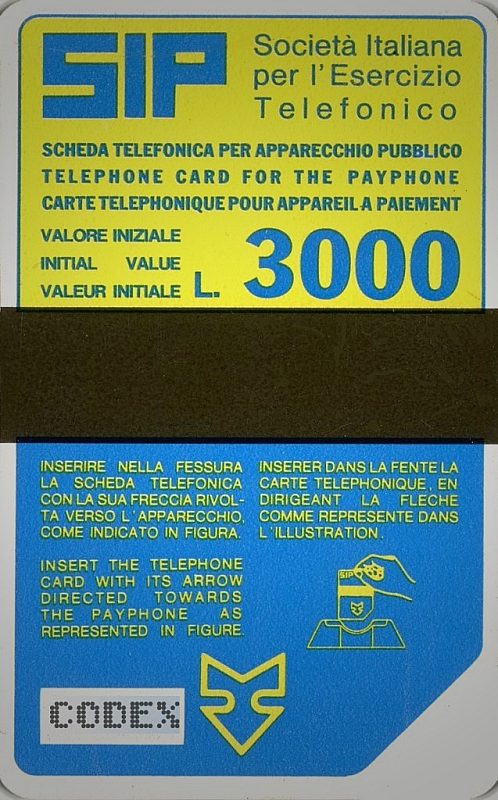 SIP
Società Italiana
per l'Esercizio
Telefonico
SCHEDA TELEFONICA PER APPARECCHIO PUBBLICO
TELEPHONE CARD FOR THE PAYPHONE
CARTE TELEPHONIQUE POUR APPAREIL A PAIEMENT
VALORE INIZIALE
INITIAL VALUE
VALEUR INITIALE L. 3000
INSERIRE NELLA FESSURA
LA SCHEDA TELEFONICA
CON LA SUA FRECCIA RIVOL-
TA VERSO L'APPARECCHIO,
COME INDICATO IN FIGURA.
INSERER DANS LA FENTE LA
CARTE TELEPHONIQUE, EN
DIRIGEANT LA FLECHE
COMME REPRESENTE DANS
L'ILLUSTRATION.
INSERT THE TELEPHONE
CARD WITH ITS ARROW
DIRECTED TOWARDS
THE PAYPHONE AS
REPRESENTED IN FIGURE.
SIP
CODEX